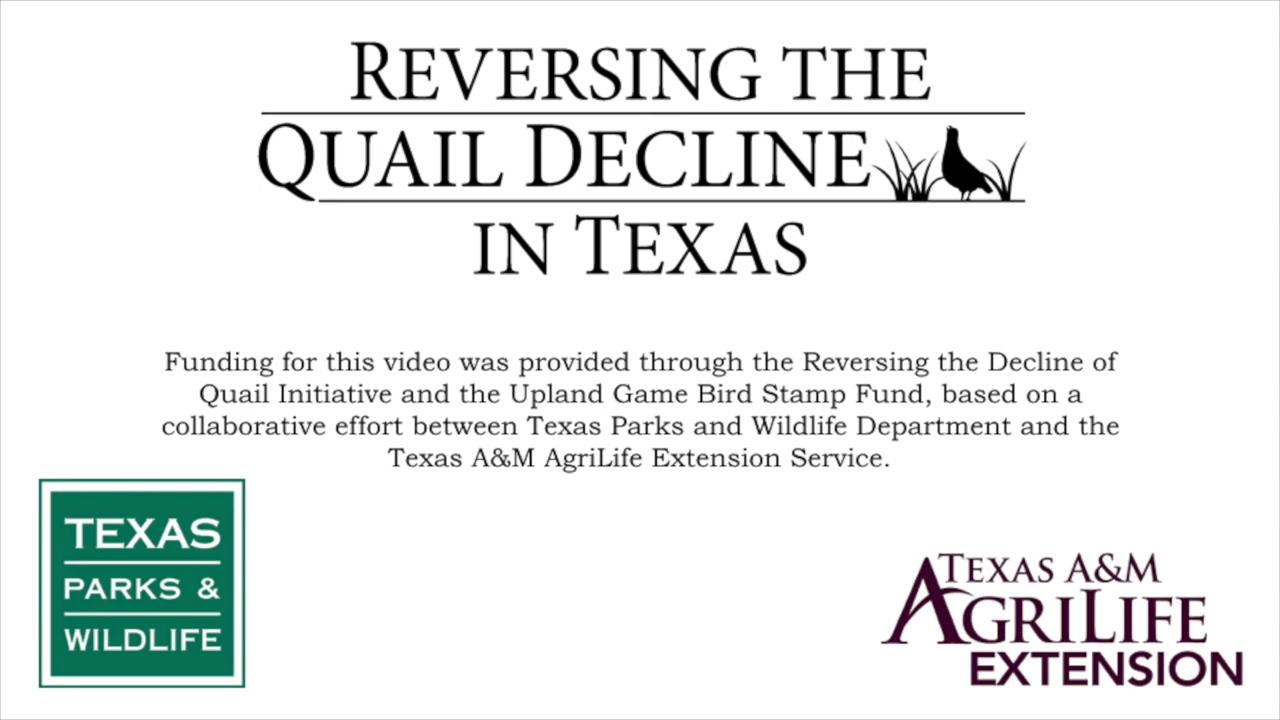 REVERSING THE
QUAIL DECLINE
IN TEXAS
Funding for this video was provided through the Reversing the Decline of
Quail Initiative and the Upland Game Bird Stamp Fund, based on a
collaborative effort between Texas Parks and Wildlife Department and the
Texas A&M AgriLife Extension Service.
TEXAS
PARKS &
WILDLIFE
TEXAS A&M
AGRILIFE
EXTENSION